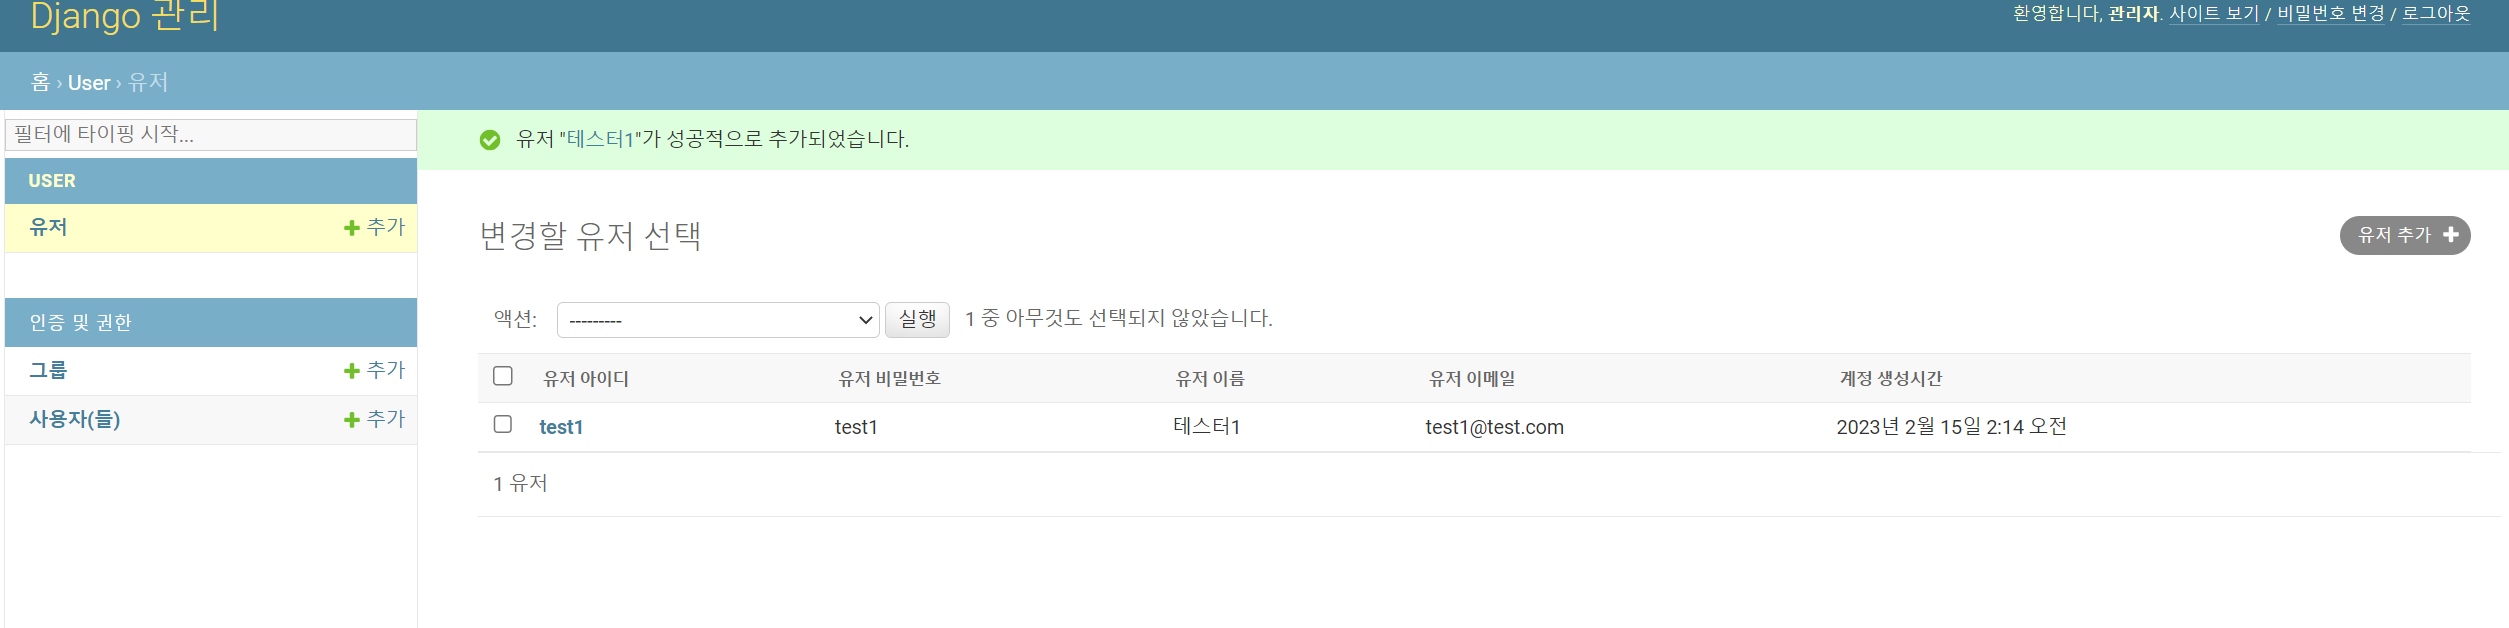 Django 관리
환영합니다, 관리자. 사이트 보기 / 비밀번호 변경 / 로그아웃
홈 › User › 유저
필터에 타이핑 시작...
USER
유저 추가
인증 및 권한
그룹 추가
사용자(들) 추가
유저 "테스터1"가 성공적으로 추가되었습니다.
변경할 유저 선택
유저 추가
액션: --------- 실행 1 중 아무것도 선택되지 않았습니다.
유저 아이디 유저 비밀번호 유저 이름 유저 이메일 계정 생성시간
test1 test1 테스터1 test1@test.com 2023년 2월 15일 2:14 오전
1 유저